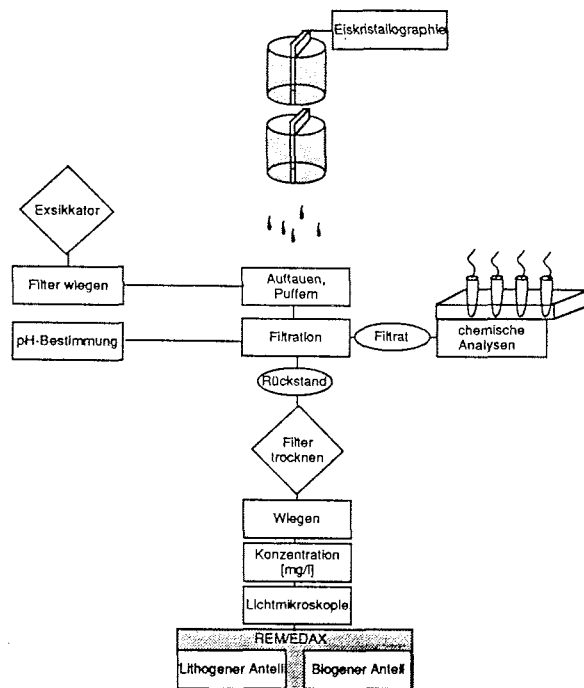 Eiskristallographie
Exsikkator
Filter wiegen
Auftauen,
Puffern
pH-Bestimmung
Filtration
Filtrat
chemische
Analysen
Rückstand
Filter
trocknen
Wiegen
Konzentration
[mg/l]
Lichtmikroskopie
REM/EDAX
Lithogener Anteil
Biogener Anteil